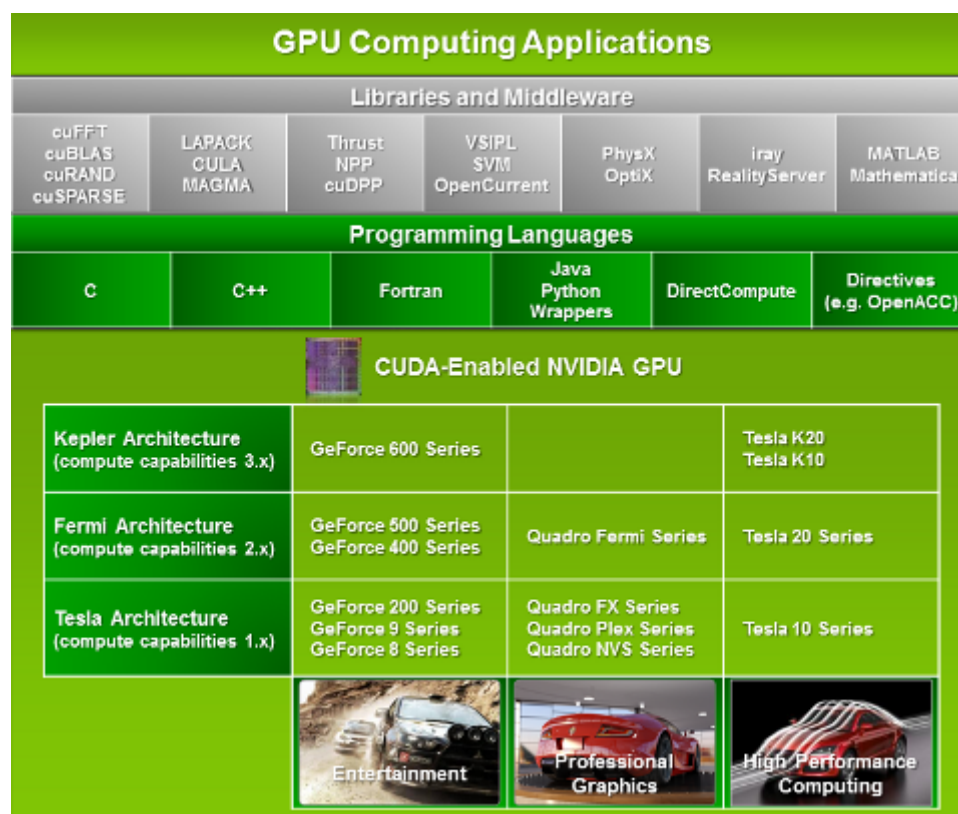 GPU Computing Applications
Libraries and Middleware
cuFFT
cuBLAS
cuRAND
cuSPARSE
LAPACK
CULA
MAGMA
Thrust
NPP
cuDPP
VSIPL
SVM
OpenCurrent
PhysX
OptiX
iray
RealityServer
MATLAB
Mathematica
Programming Languages
C
C++
Fortran
Java
Python
Wrappers
DirectCompute
Directives
(e.g. OpenACC)
CUDA-Enabled NVIDIA GPU
Kepler Architecture
(compute capabilities 3.x)
GeForce 600 Series
Tesla K20
Tesla K10
Fermi Architecture
(compute capabilities 2.x)
GeForce 500 Series
GeForce 400 Series
Quadro Fermi Series
Tesla 20 Series
Tesla Architecture
(compute capabilities 1.x)
GeForce 200 Series
GeForce 9 Series
GeForce 8 Series
Quadro FX Series
Quadro Plex Series
Quadro NVS Series
Tesla 10 Series
Entertainment
Professional
Graphics
High Performance
Computing